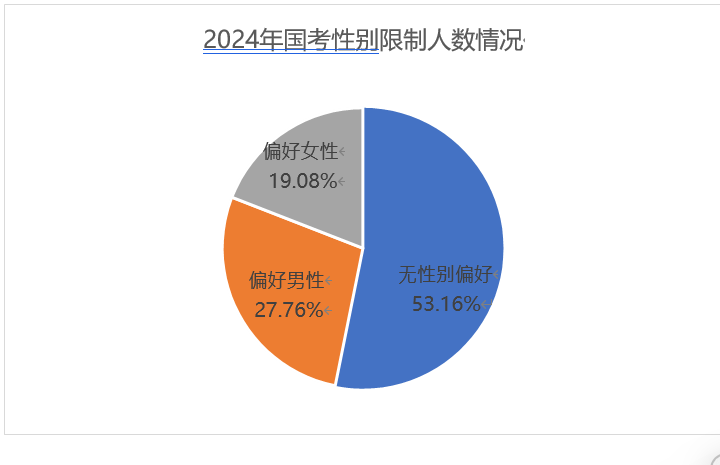 2024年国考性别限制人数情况
偏好女性
19.08%
偏好男性
27.76%
无性别偏好
53.16%